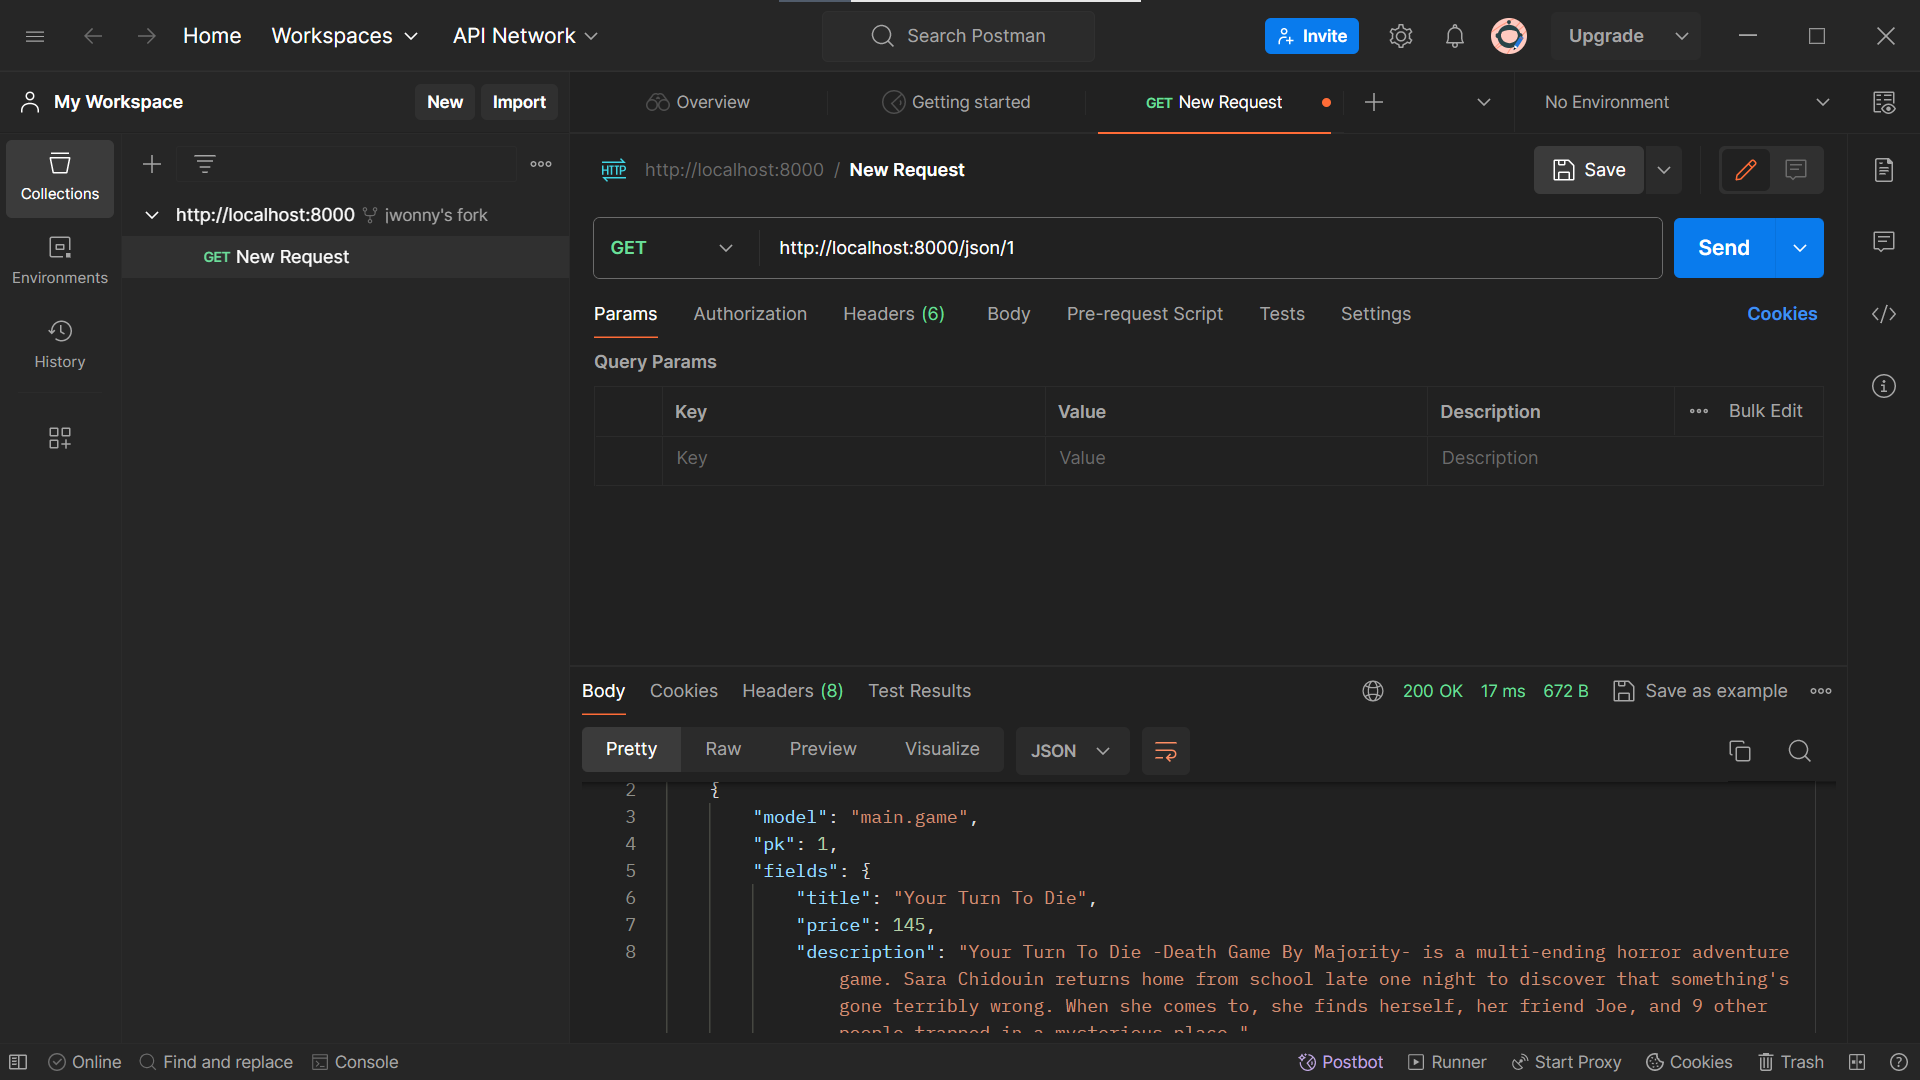 Home Workspaces API Network Search Postman Invite Upgrade
My Workspace New Import Overview Getting started GET New Request No Environment
Collections
http://localhost:8000 jwonny's fork
GET New Request
Environments
History
HTTP http://localhost:8000 / New Request Save
GET http://localhost:8000/json/1 Send
Params Authorization Headers (6) Body Pre-request Script Tests Settings Cookies
Query Params
Key Value Description Bulk Edit
Key Value Description
Body Cookies Headers (8) Test Results 200 OK 17 ms 672 B Save as example
Pretty Raw Preview Visualize JSON
2 {
3 "model": "main.game",
4 "pk": 1,
5 "fields": {
6 "title": "Your Turn To Die",
7 "price": 145,
8 "description": "Your Turn To Die -Death Game By Majority- is a multi-ending horror adventure
game. Sara Chidouin returns home from school late one night to discover that something's
gone terribly wrong. When she comes to, she finds herself, her friend Joe, and 9 other
people trapped in a mysterious place."
Online Find and replace Console Postbot Runner Start Proxy Cookies Trash